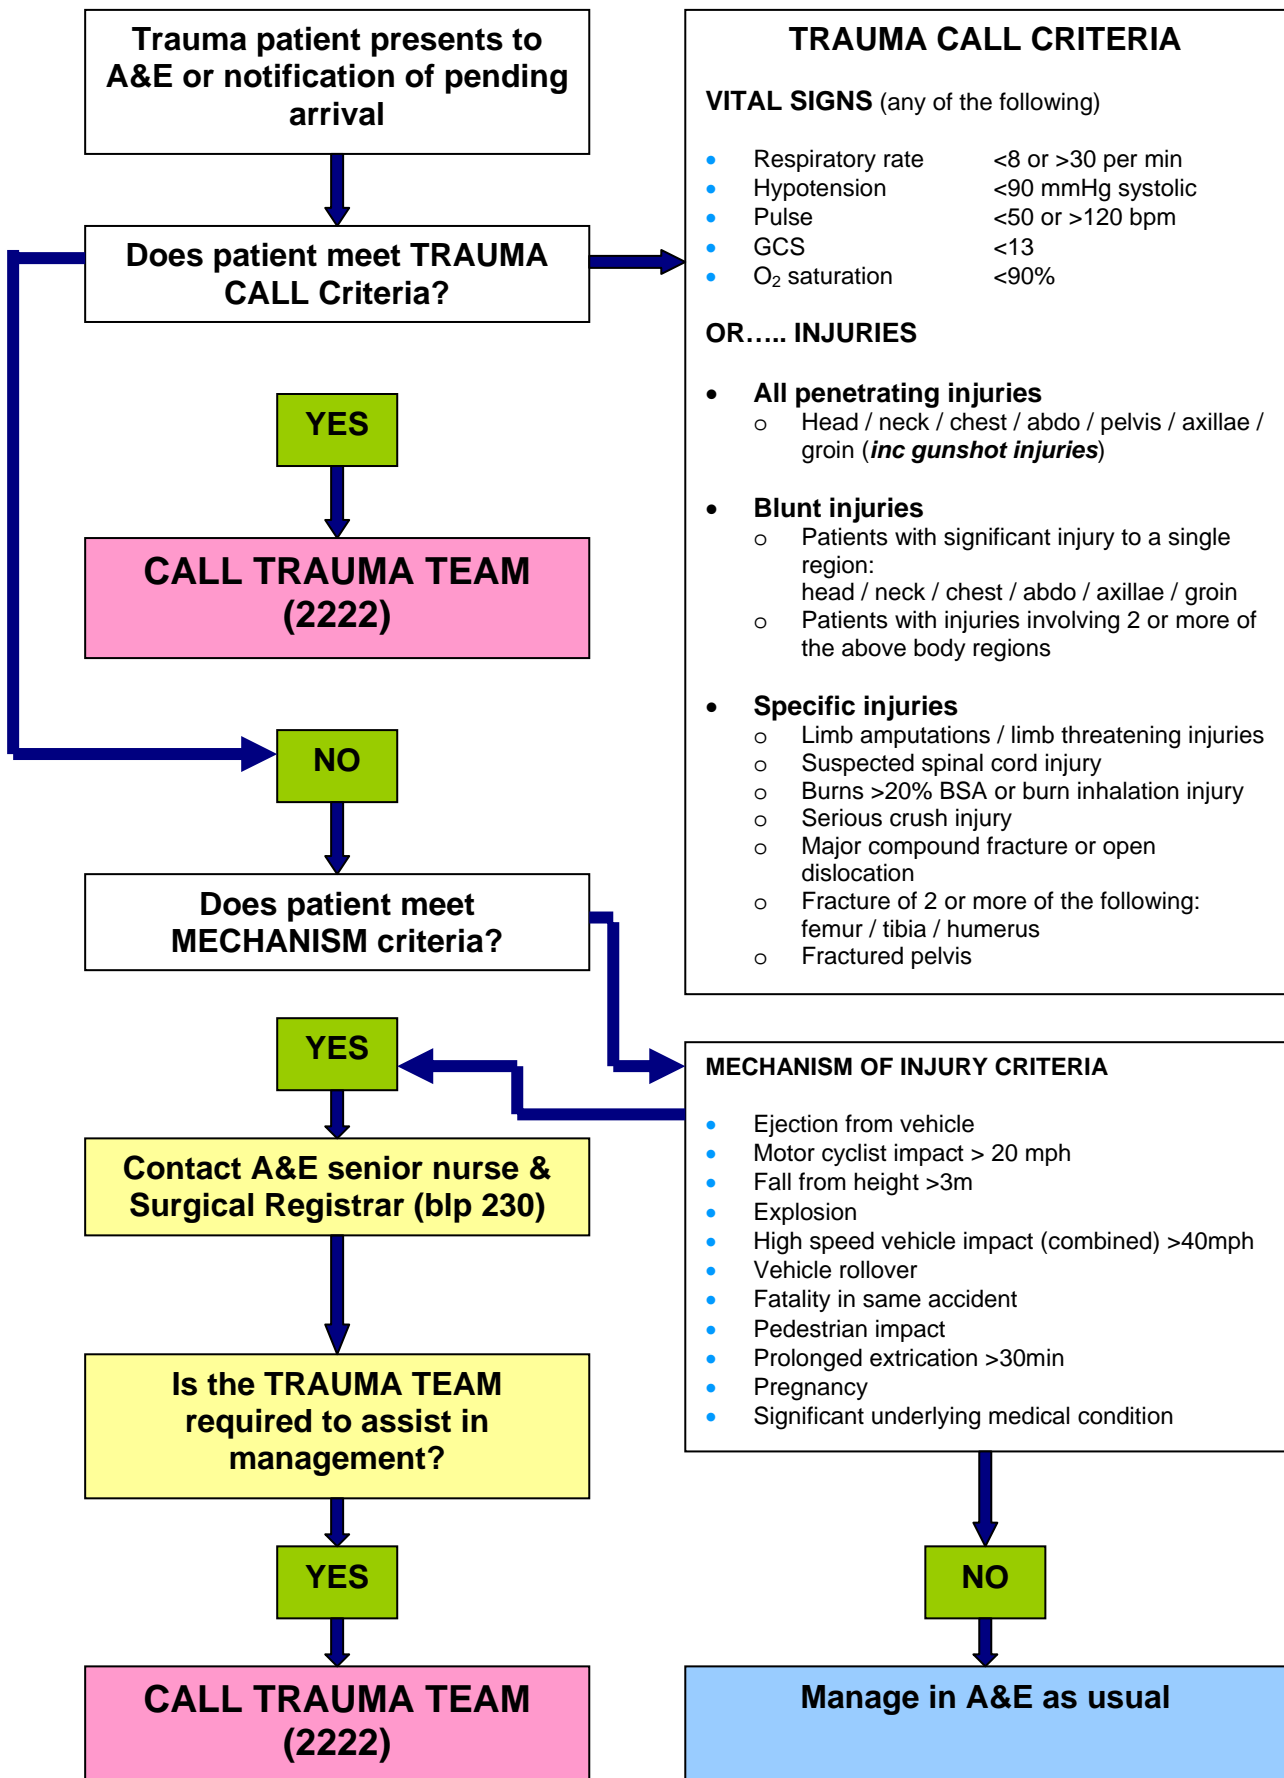 Trauma patient presents to
A&E or notification of pending
arrival
Does patient meet TRAUMA
CALL Criteria?
YES
CALL TRAUMA TEAM
(2222)
NO
Does patient meet
MECHANISM criteria?
YES
Contact A&E senior nurse &
Surgical Registrar (blp 230)
Is the TRAUMA TEAM
required to assist in
management?
YES
CALL TRAUMA TEAM
(2222)
TRAUMA CALL CRITERIA
VITAL SIGNS (any of the following)
• Respiratory rate <8 or >30 per min
• Hypotension <90 mmHg systolic
• Pulse <50 or >120 bpm
• GCS <13
• O₂ saturation <90%
OR….. INJURIES
• All penetrating injuries
o Head / neck / chest / abdo / pelvis / axillae /
groin (inc gunshot injuries)
• Blunt injuries
o Patients with significant injury to a single
region:
head / neck / chest / abdo / axillae / groin
o Patients with injuries involving 2 or more of
the above body regions
• Specific injuries
o Limb amputations / limb threatening injuries
o Suspected spinal cord injury
o Burns >20% BSA or burn inhalation injury
o Serious crush injury
o Major compound fracture or open
dislocation
o Fracture of 2 or more of the following:
femur / tibia / humerus
o Fractured pelvis
MECHANISM OF INJURY CRITERIA
• Ejection from vehicle
• Motor cyclist impact > 20 mph
• Fall from height >3m
• Explosion
• High speed vehicle impact (combined) >40mph
• Vehicle rollover
• Fatality in same accident
• Pedestrian impact
• Prolonged extrication >30min
• Pregnancy
• Significant underlying medical condition
NO
Manage in A&E as usual